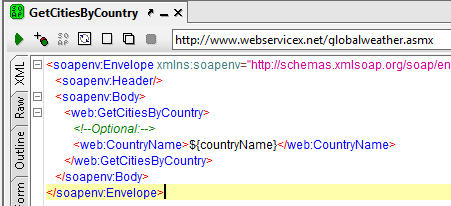 GetCitiesByCountry
SOAP
http://www.webservicex.net/globalweather.asmx
XML
Raw
Outline
Form
<soapenv:Envelope xmlns:soapenv="http://schemas.xmlsoap.org/soap/en
<soapenv:Header/>
<soapenv:Body>
<web:GetCitiesByCountry>
<!--Optional:-->
<web:CountryName>${countryName}</web:CountryName>
</web:GetCitiesByCountry>
</soapenv:Body>
</soapenv:Envelope>